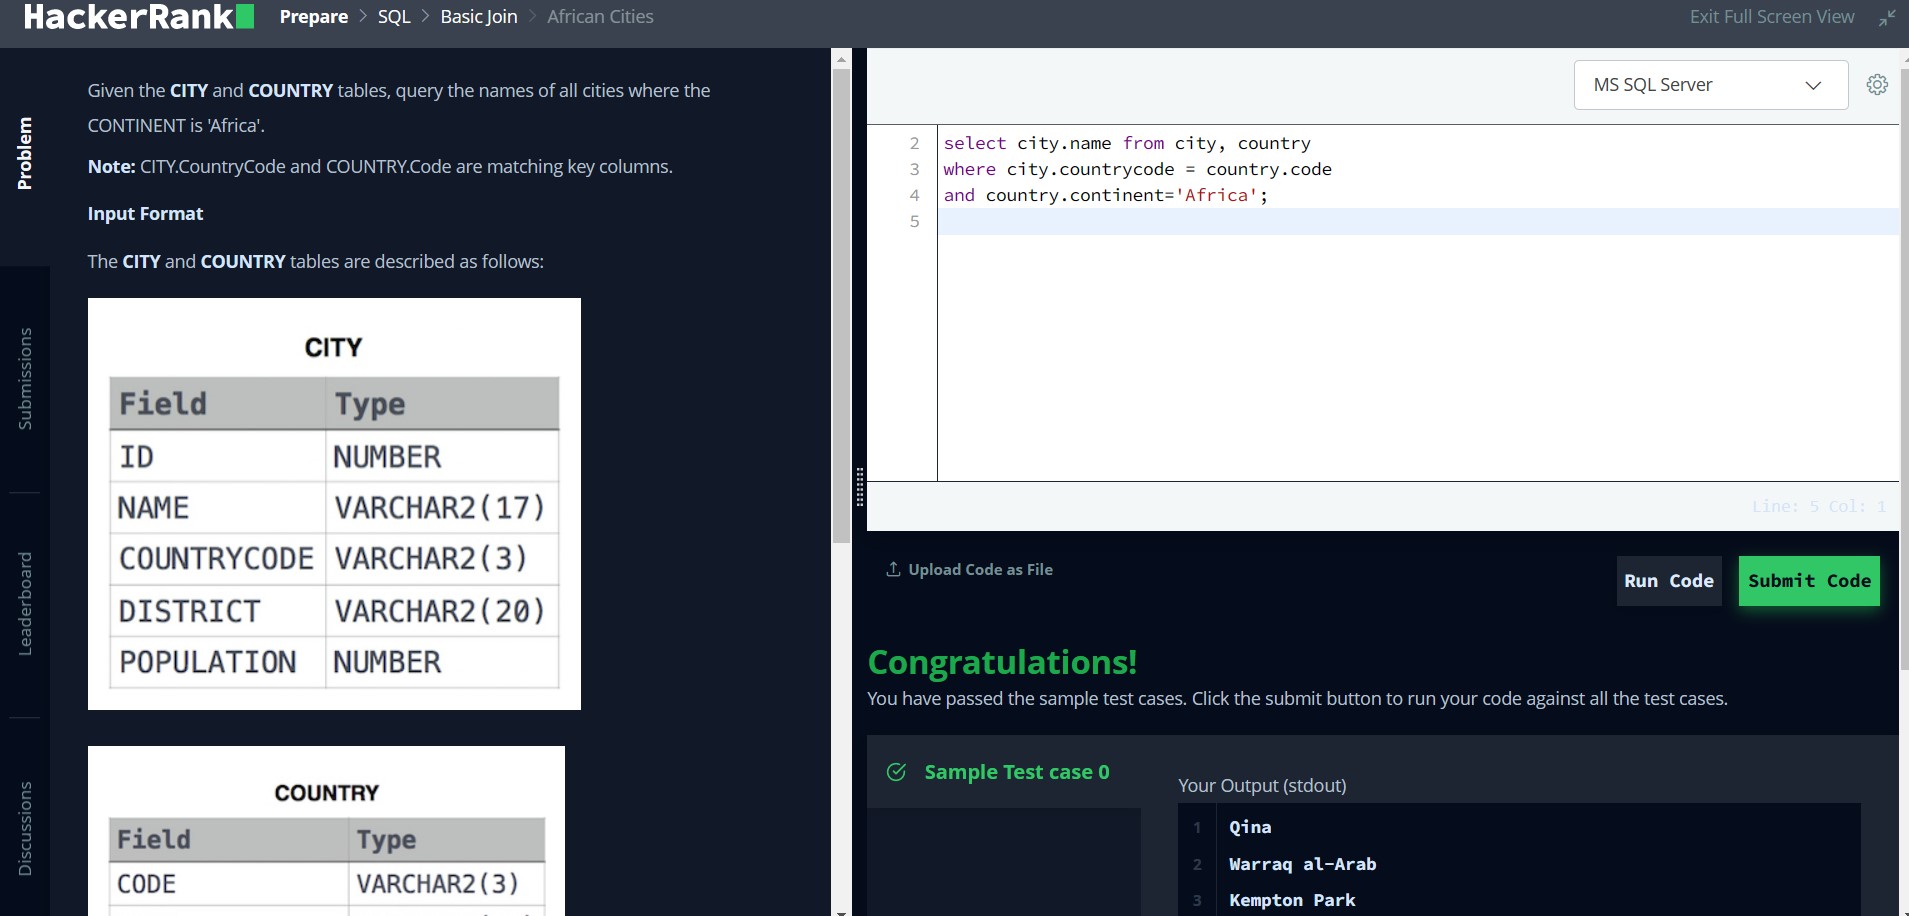 HackerRank
Prepare > SQL > Basic Join > African Cities
Exit Full Screen View
Problem
Submissions
Leaderboard
Discussions
Given the CITY and COUNTRY tables, query the names of all cities where the
CONTINENT is 'Africa'.
Note: CITY.CountryCode and COUNTRY.Code are matching key columns.
Input Format
The CITY and COUNTRY tables are described as follows:
CITY
Field Type
ID NUMBER
NAME VARCHAR2(17)
COUNTRYCODE VARCHAR2(3)
DISTRICT VARCHAR2(20)
POPULATION NUMBER
COUNTRY
Field Type
CODE VARCHAR2(3)
MS SQL Server
2 select city.name from city, country
3 where city.countrycode = country.code
4 and country.continent='Africa';
5
Line: 5 Col: 1
Upload Code as File
Run Code
Submit Code
Congratulations!
You have passed the sample test cases. Click the submit button to run your code against all the test cases.
Sample Test case 0
Your Output (stdout)
1 Qina
2 Warraq al-Arab
3 Kempton Park